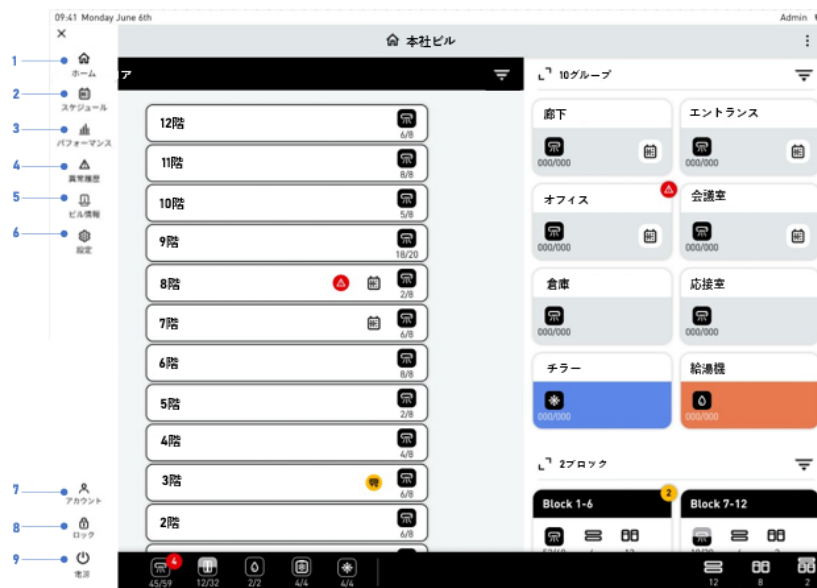 09:41 Monday June 6th
Admin
本社ビル
1
ホーム
2
スケジュール
3
パフォーマンス
4
異常履歴
5
ビル情報
6
設定
7
アカウント
8
ロック
9
電源
ア
12階
6/8
11階
8/8
10階
5/8
9階
18/20
8階
2/8
7階
6/8
6階
8/8
5階
2/8
4階
4/8
3階
6/8
2階
6/8
10グループ
廊下
000/000
エントランス
000/000
オフィス
000/000
会議室
000/000
倉庫
000/000
応接室
000/000
チラー
000/000
給湯機
000/000
2ブロック
Block 1-6
2
Block 7-12
4
45/59
12/32
2/2
4/4
4/4
12
8
2